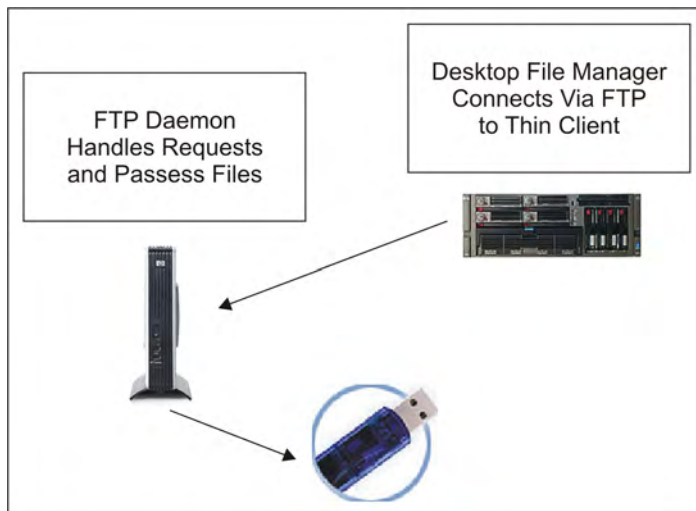 FTP Daemon
Handles Requests
and Passess Files
Desktop File Manager
Connects Via FTP
to Thin Client